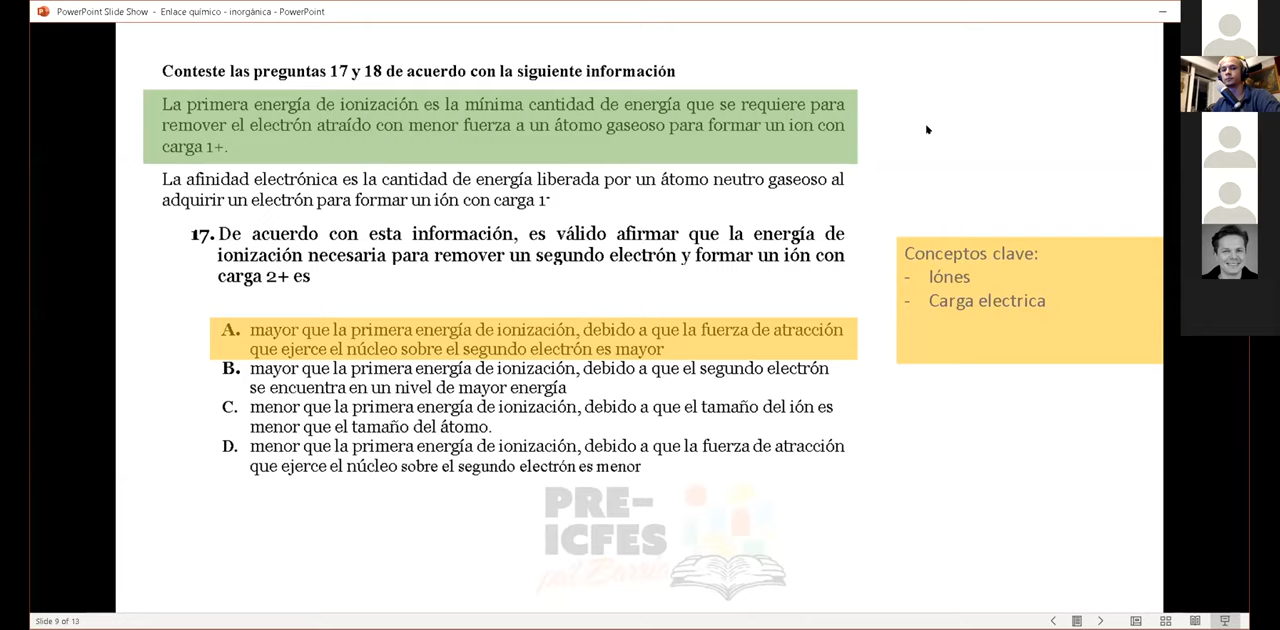 PowerPoint Slide Show - Enlace químico - inorgánica - PowerPoint
Conteste las preguntas 17 y 18 de acuerdo con la siguiente información
La primera energía de ionización es la mínima cantidad de energía que se requiere para
remover el electrón atraído con menor fuerza a un átomo gaseoso para formar un ion con
carga 1+.
La afinidad electrónica es la cantidad de energía liberada por un átomo neutro gaseoso al
adquirir un electrón para formar un ión con carga 1-
17. De acuerdo con esta información, es válido afirmar que la energía de
ionización necesaria para remover un segundo electrón y formar un ión con
carga 2+ es
A. mayor que la primera energía de ionización, debido a que la fuerza de atracción
que ejerce el núcleo sobre el segundo electrón es mayor
B. mayor que la primera energía de ionización, debido a que el segundo electrón
se encuentra en un nivel de mayor energía
C. menor que la primera energía de ionización, debido a que el tamaño del ión es
menor que el tamaño del átomo.
D. menor que la primera energía de ionización, debido a que la fuerza de atracción
que ejerce el núcleo sobre el segundo electrón es menor
Conceptos clave:
- Iónes
- Carga electrica
PRE-
ICFES
Slide 9 of 13